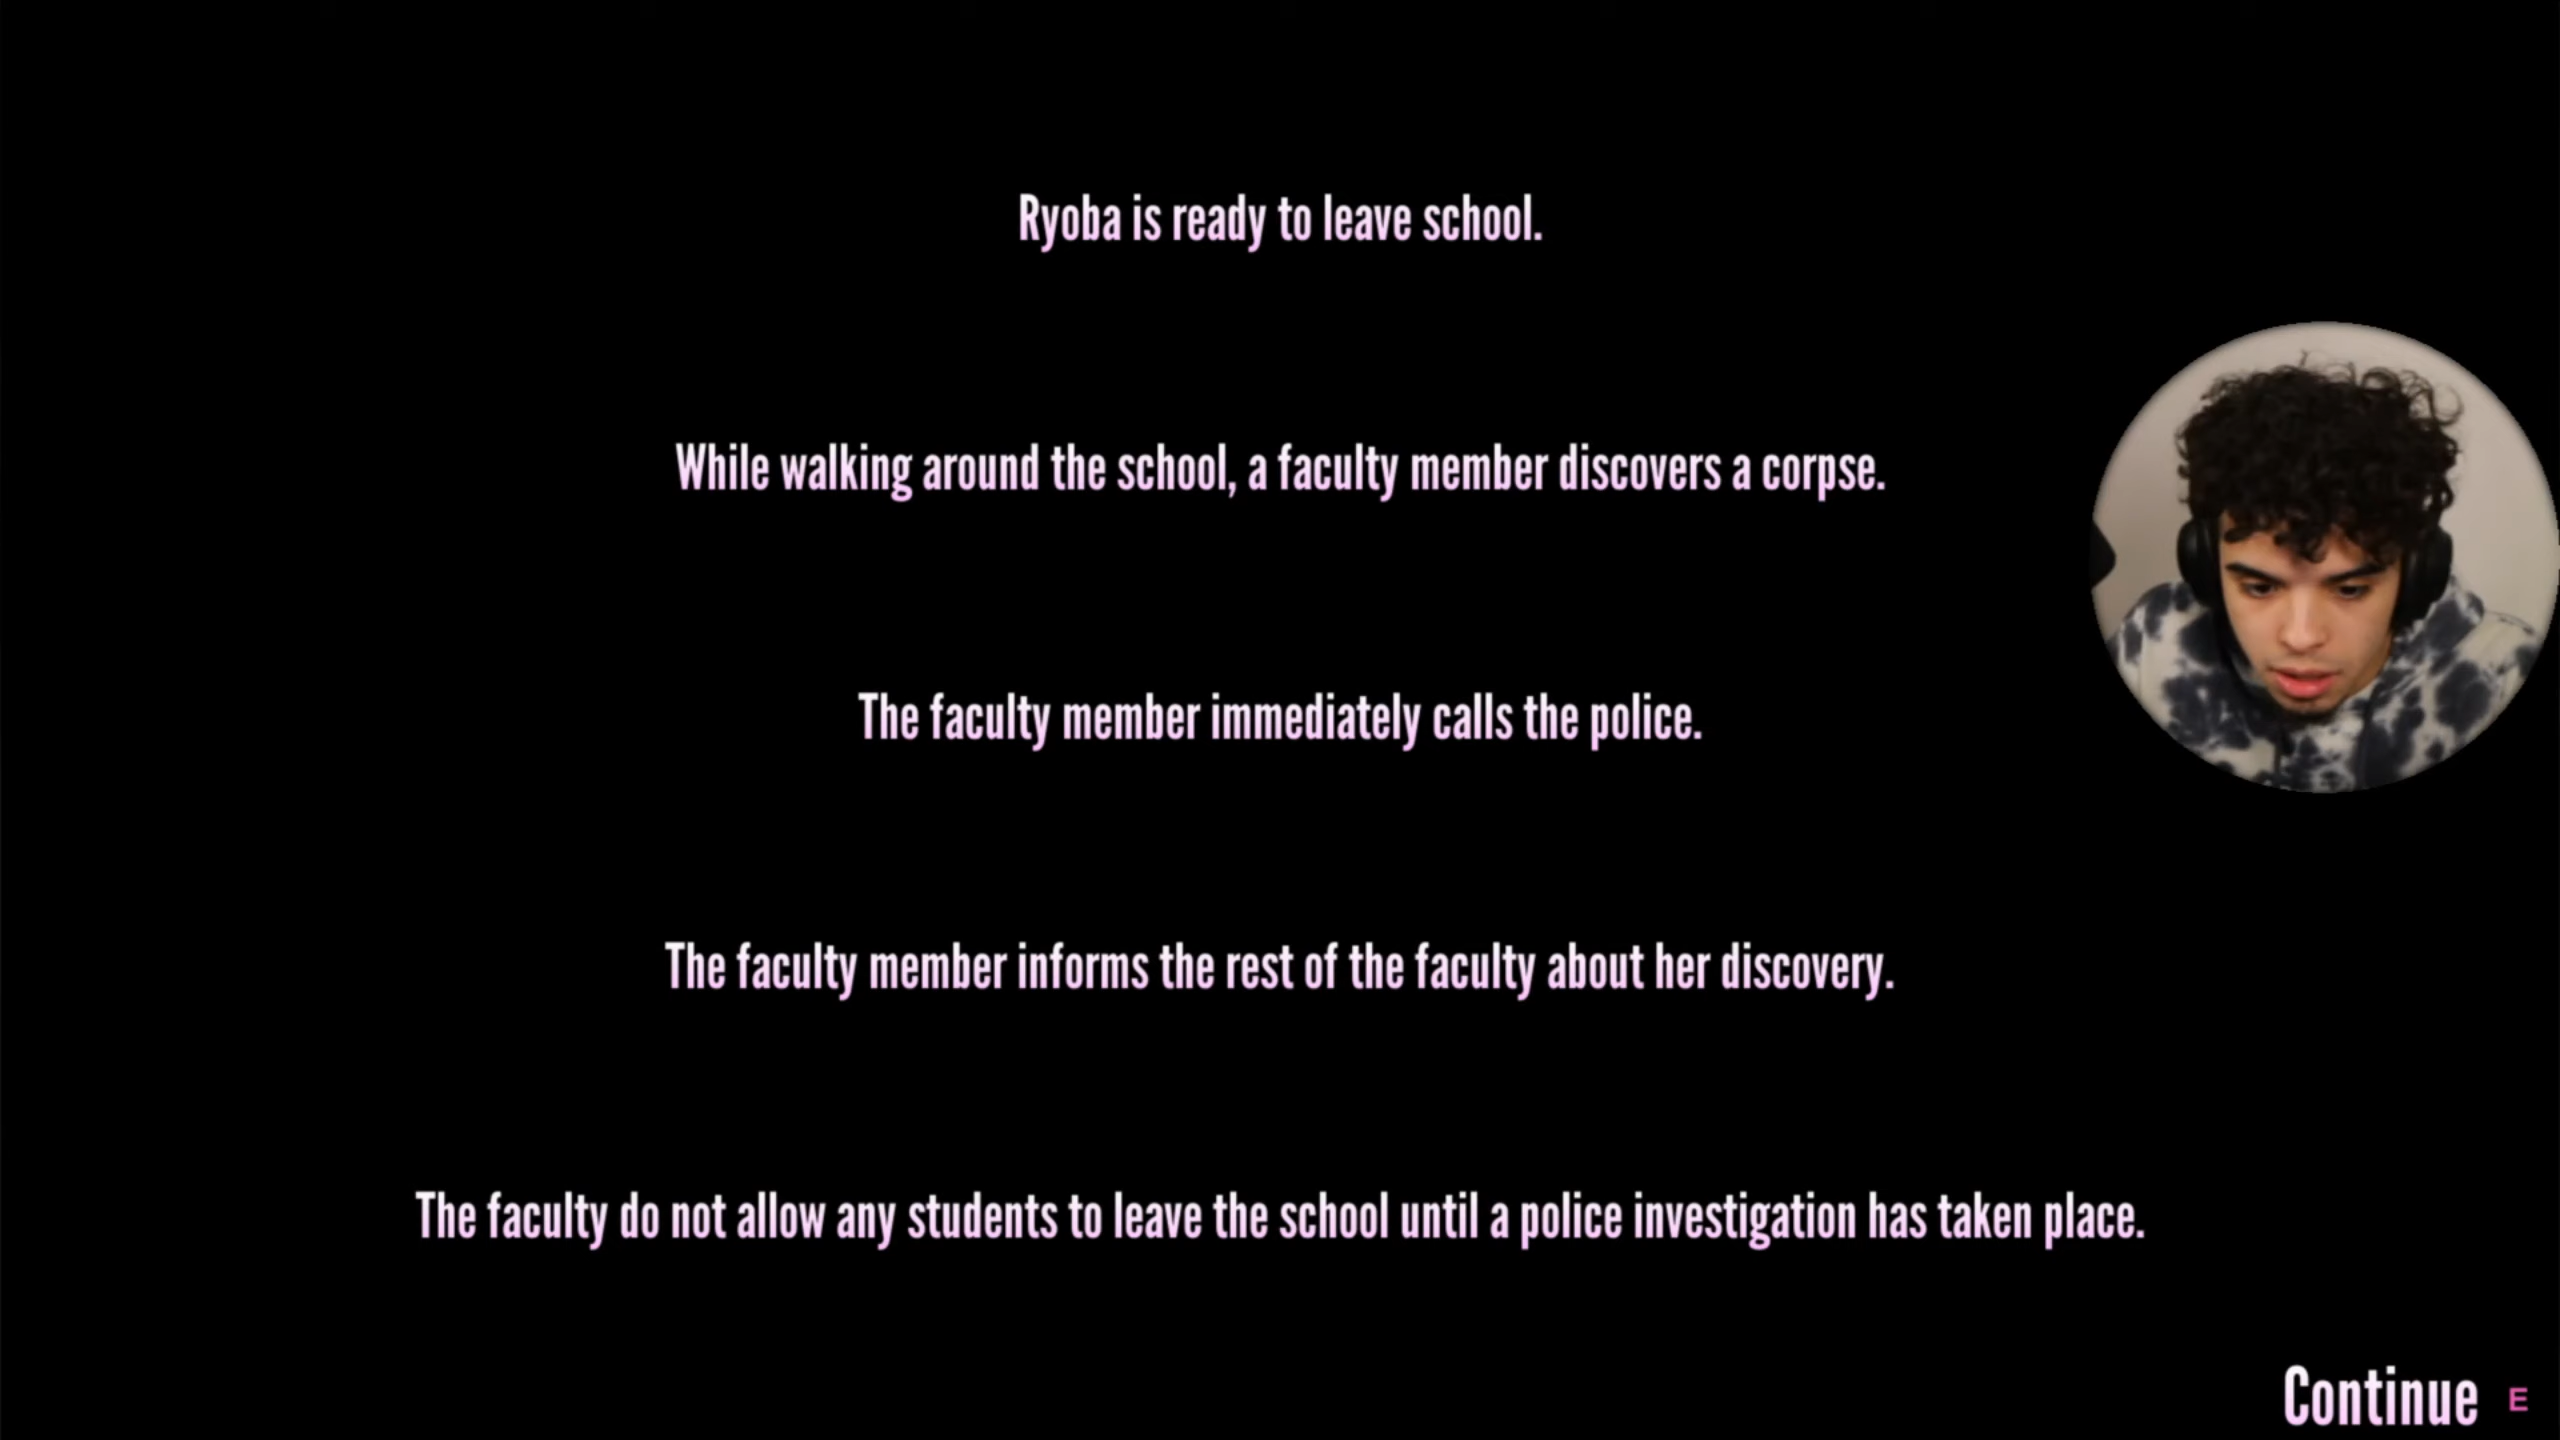 Ryoba is ready to leave school.
While walking around the school, a faculty member discovers a corpse.
The faculty member immediately calls the police.
The faculty member informs the rest of the faculty about her discovery.
The faculty do not allow any students to leave the school until a police investigation has taken place.
Continue E